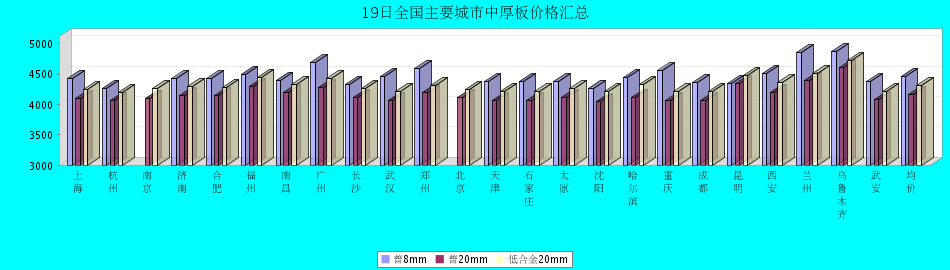 19日全国主要城市中厚板价格汇总
5000
4500
4000
3500
3000
上海 杭州 南京 济南 合肥 福州 南昌 广州 长沙 武汉 郑州 北京 天津 石家庄 太原 沈阳 哈尔滨 重庆 成都 昆明 西安 兰州 乌鲁木齐 武安 均价
普8mm 普20mm 低合金20mm